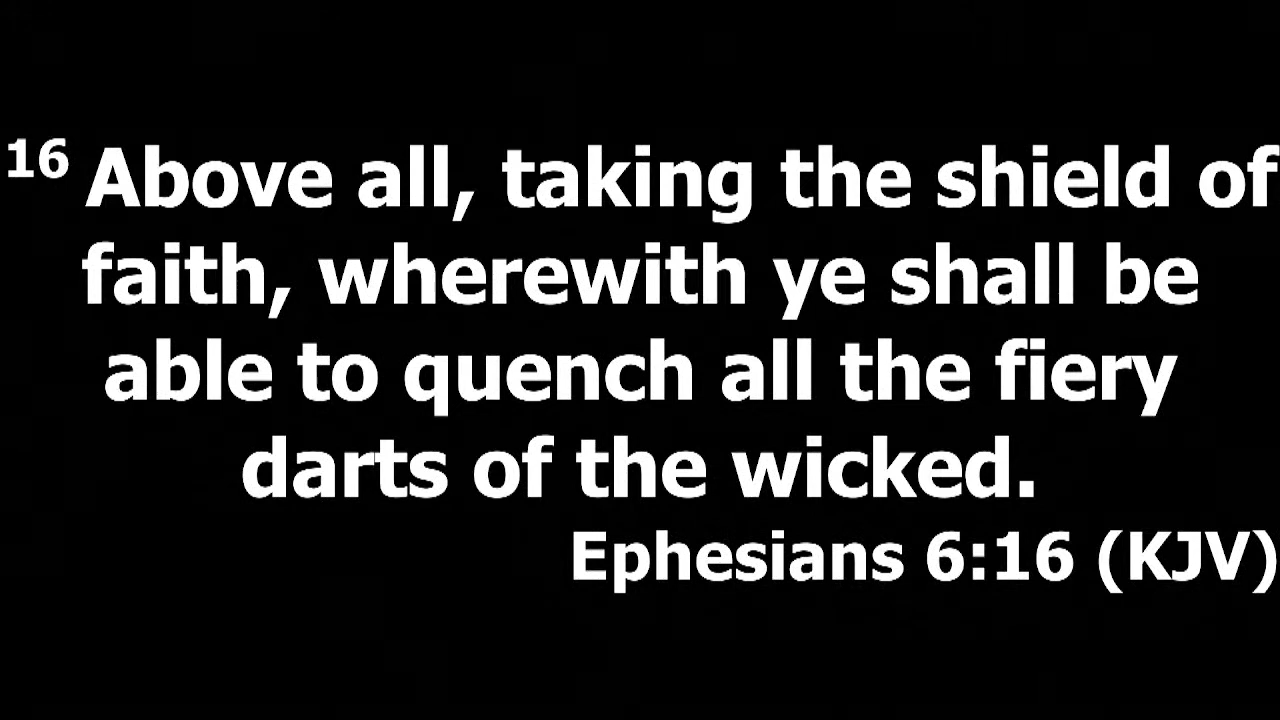 16 Above all, taking the shield of
faith, wherewith ye shall be
able to quench all the fiery
darts of the wicked.
Ephesians 6:16 (KJV)